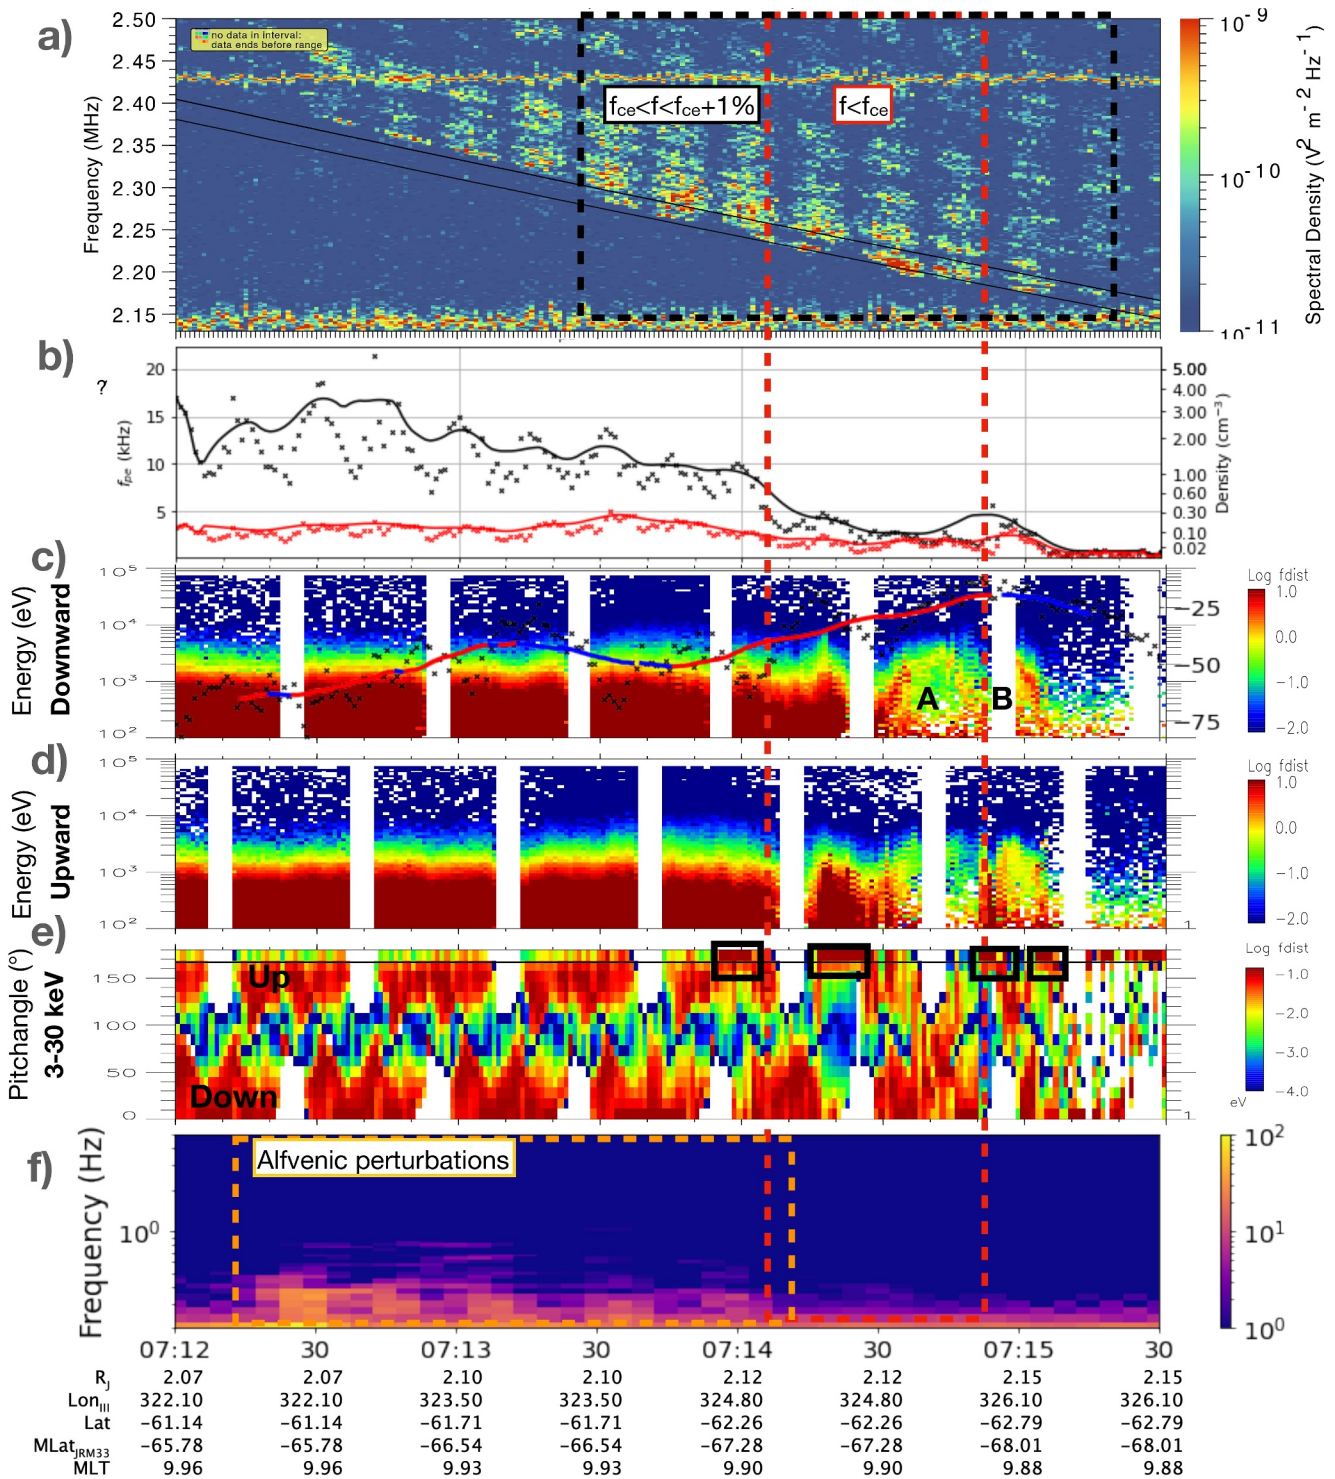 a)
2.50
2.45
2.40
2.35
2.30
2.25
2.20
2.15
Frequency (MHz)
no data in interval:
data ends before range
fce<f<fce+1%
f<fce
10-9
10-10
10-11
Spectral Density (V2 m-2 Hz-1)
b)
?
20
15
10
5
fpe (kHz)
5.00
4.00
3.00
2.00
1.00
0.60
0.30
0.10
0.02
Density (cm−3)
c)
Energy (eV)
Downward
10⁵
10⁴
10³
10²
A
B
−25
−50
−75
Log fdist
1.0
0.0
−1.0
−2.0
d)
Energy (eV)
Upward
10⁵
10⁴
10³
10²
1
Log fdist
1.0
0.0
−1.0
−2.0
e)
Pitchangle (°)
3-30 keV
150
100
50
0
Up
Down
1
Log fdist
−1.0
−2.0
−3.0
−4.0
eV
f)
Frequency (Hz)
10⁰
Alfvenic perturbations
10²
10¹
10⁰
07:12 30 07:13 30 07:14 30 07:15 30
RJ 2.07 2.07 2.10 2.10 2.12 2.12 2.15 2.15
LonIII 322.10 322.10 323.50 323.50 324.80 324.80 326.10 326.10
Lat −61.14 −61.14 −61.71 −61.71 −62.26 −62.26 −62.79 −62.79
MLatJRM33 −65.78 −65.78 −66.54 −66.54 −67.28 −67.28 −68.01 −68.01
MLT 9.96 9.96 9.93 9.93 9.90 9.90 9.88 9.88